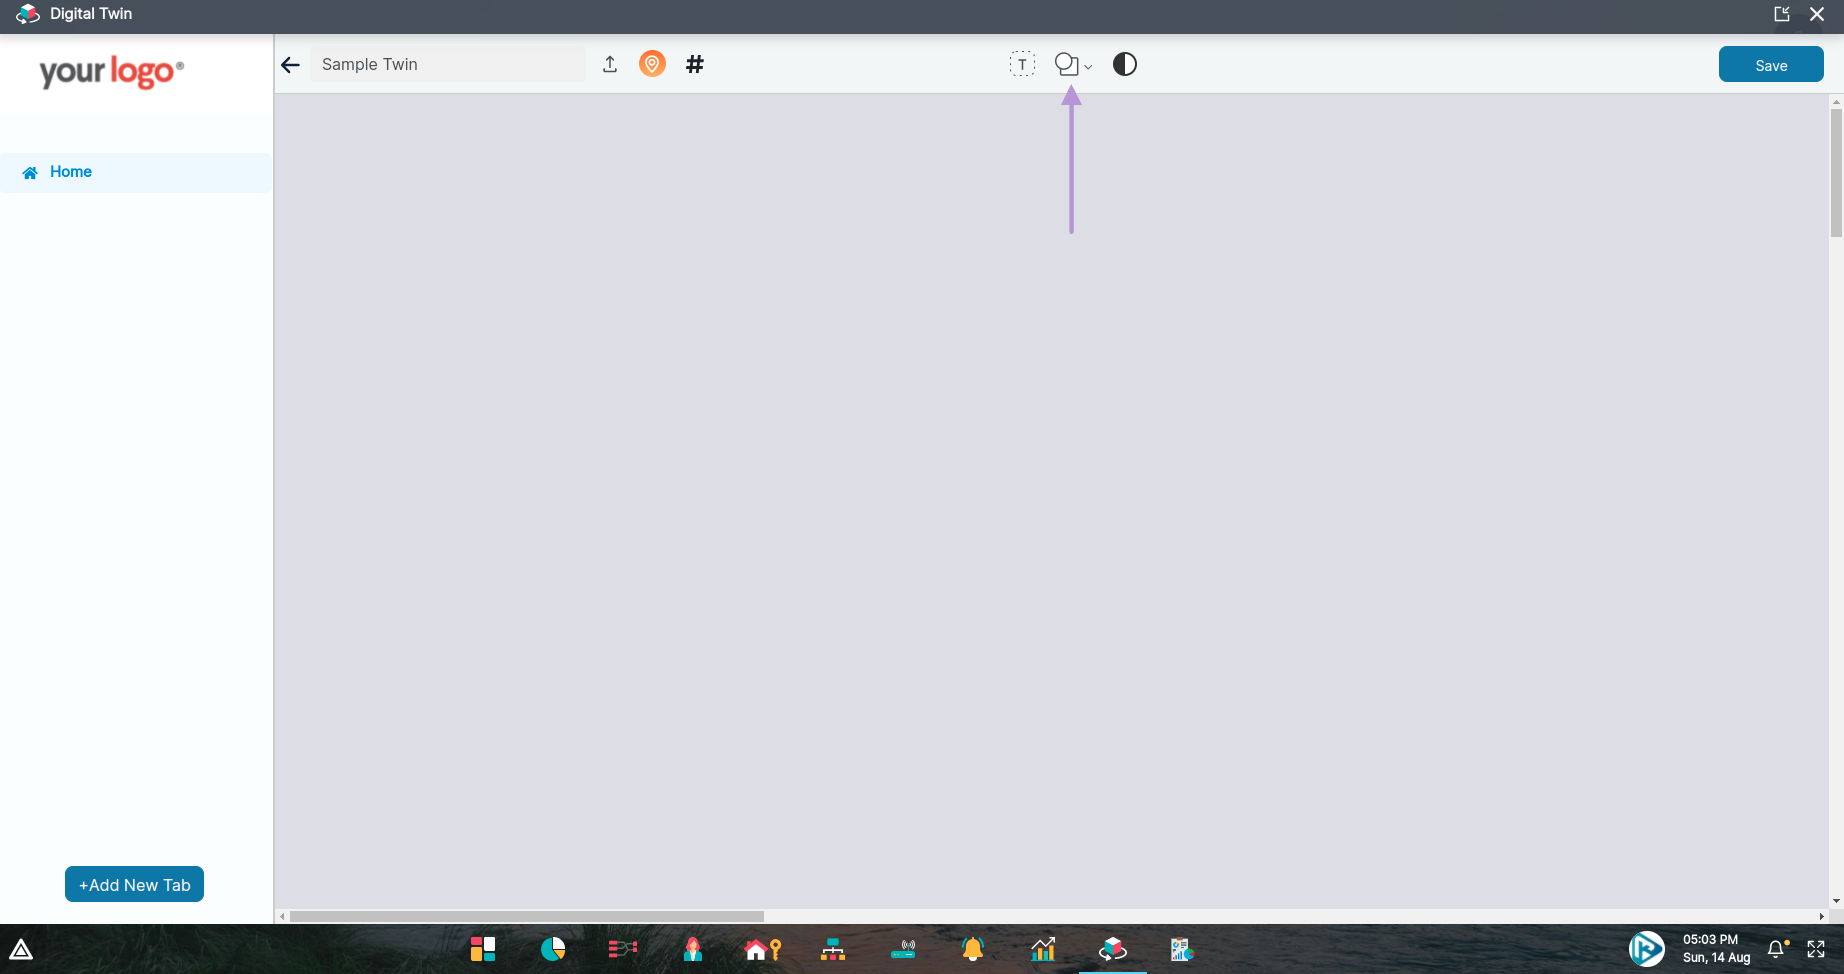 Digital Twin
your logo®
Sample Twin
#
T
Save
Home
+Add New Tab
05:03 PM
Sun, 14 Aug